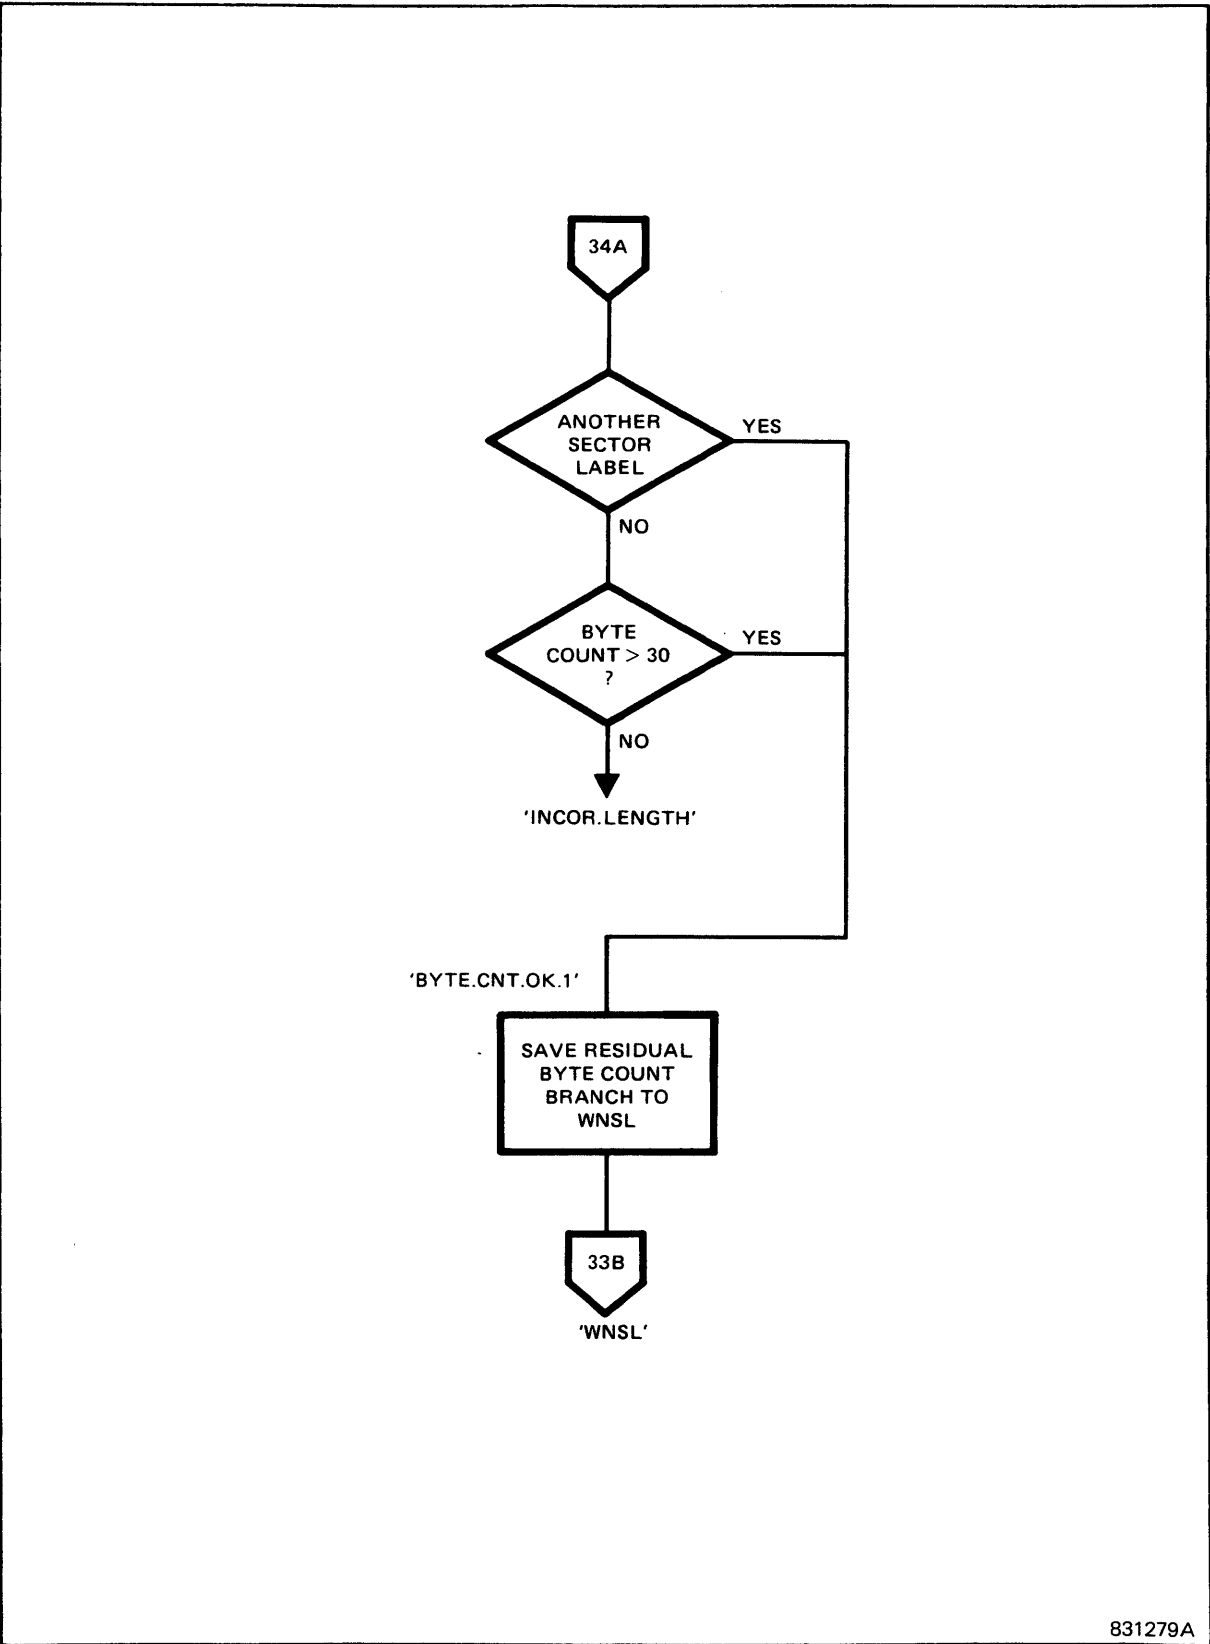 34A
ANOTHER
SECTOR
LABEL
YES
NO
BYTE
COUNT > 30
?
YES
NO
'INCOR.LENGTH'
'BYTE.CNT.OK.1'
SAVE RESIDUAL
BYTE COUNT
BRANCH TO
WNSL
33B
'WNSL'
831279A